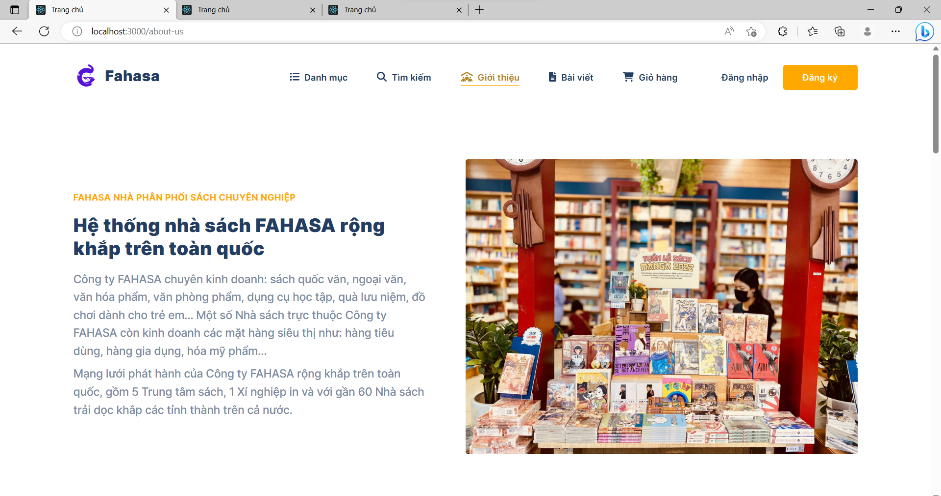 Trang chủ
Trang chủ
Trang chủ
localhost:3000/about-us
Fahasa
Danh mục
Tìm kiếm
Giới thiệu
Bài viết
Giỏ hàng
Đăng nhập
Đăng ký
FAHASA NHÀ PHÂN PHỐI SÁCH CHUYÊN NGHIỆP
Hệ thống nhà sách FAHASA rộng
khắp trên toàn quốc
Công ty FAHASA chuyên kinh doanh: sách quốc văn, ngoại văn,
văn hóa phẩm, văn phòng phẩm, dụng cụ học tập, quà lưu niệm, đồ
chơi dành cho trẻ em... Một số Nhà sách trực thuộc Công ty
FAHASA còn kinh doanh các mặt hàng siêu thị như: hàng tiêu
dùng, hàng gia dụng, hóa mỹ phẩm...
Mạng lưới phát hành của Công ty FAHASA rộng khắp trên toàn
quốc, gồm 5 Trung tâm sách, 1 Xí nghiệp in và với gần 60 Nhà sách
trải dọc khắp các tỉnh thành trên cả nước.
TUẦN LỄ SÁCH
MANGA 2022